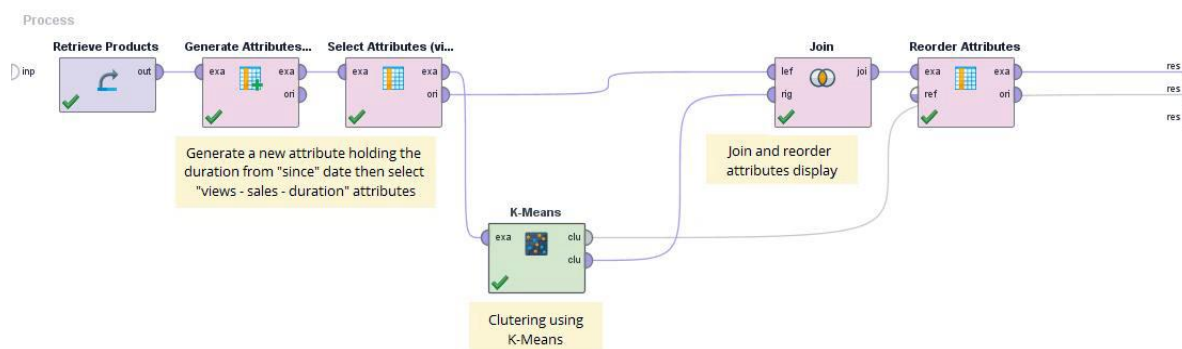 Process
Retrieve Products
Generate Attributes...
Select Attributes (vi...
Join
Reorder Attributes
inp
out
exa
exa
ori
exa
exa
ori
lef
joi
rig
exa
exa
ref
ori
res
res
res
Generate a new attribute holding the
duration from "since" date then select
"views - sales - duration" attributes
Join and reorder
attributes display
K-Means
exa
clu
clu
Clutering using
K-Means